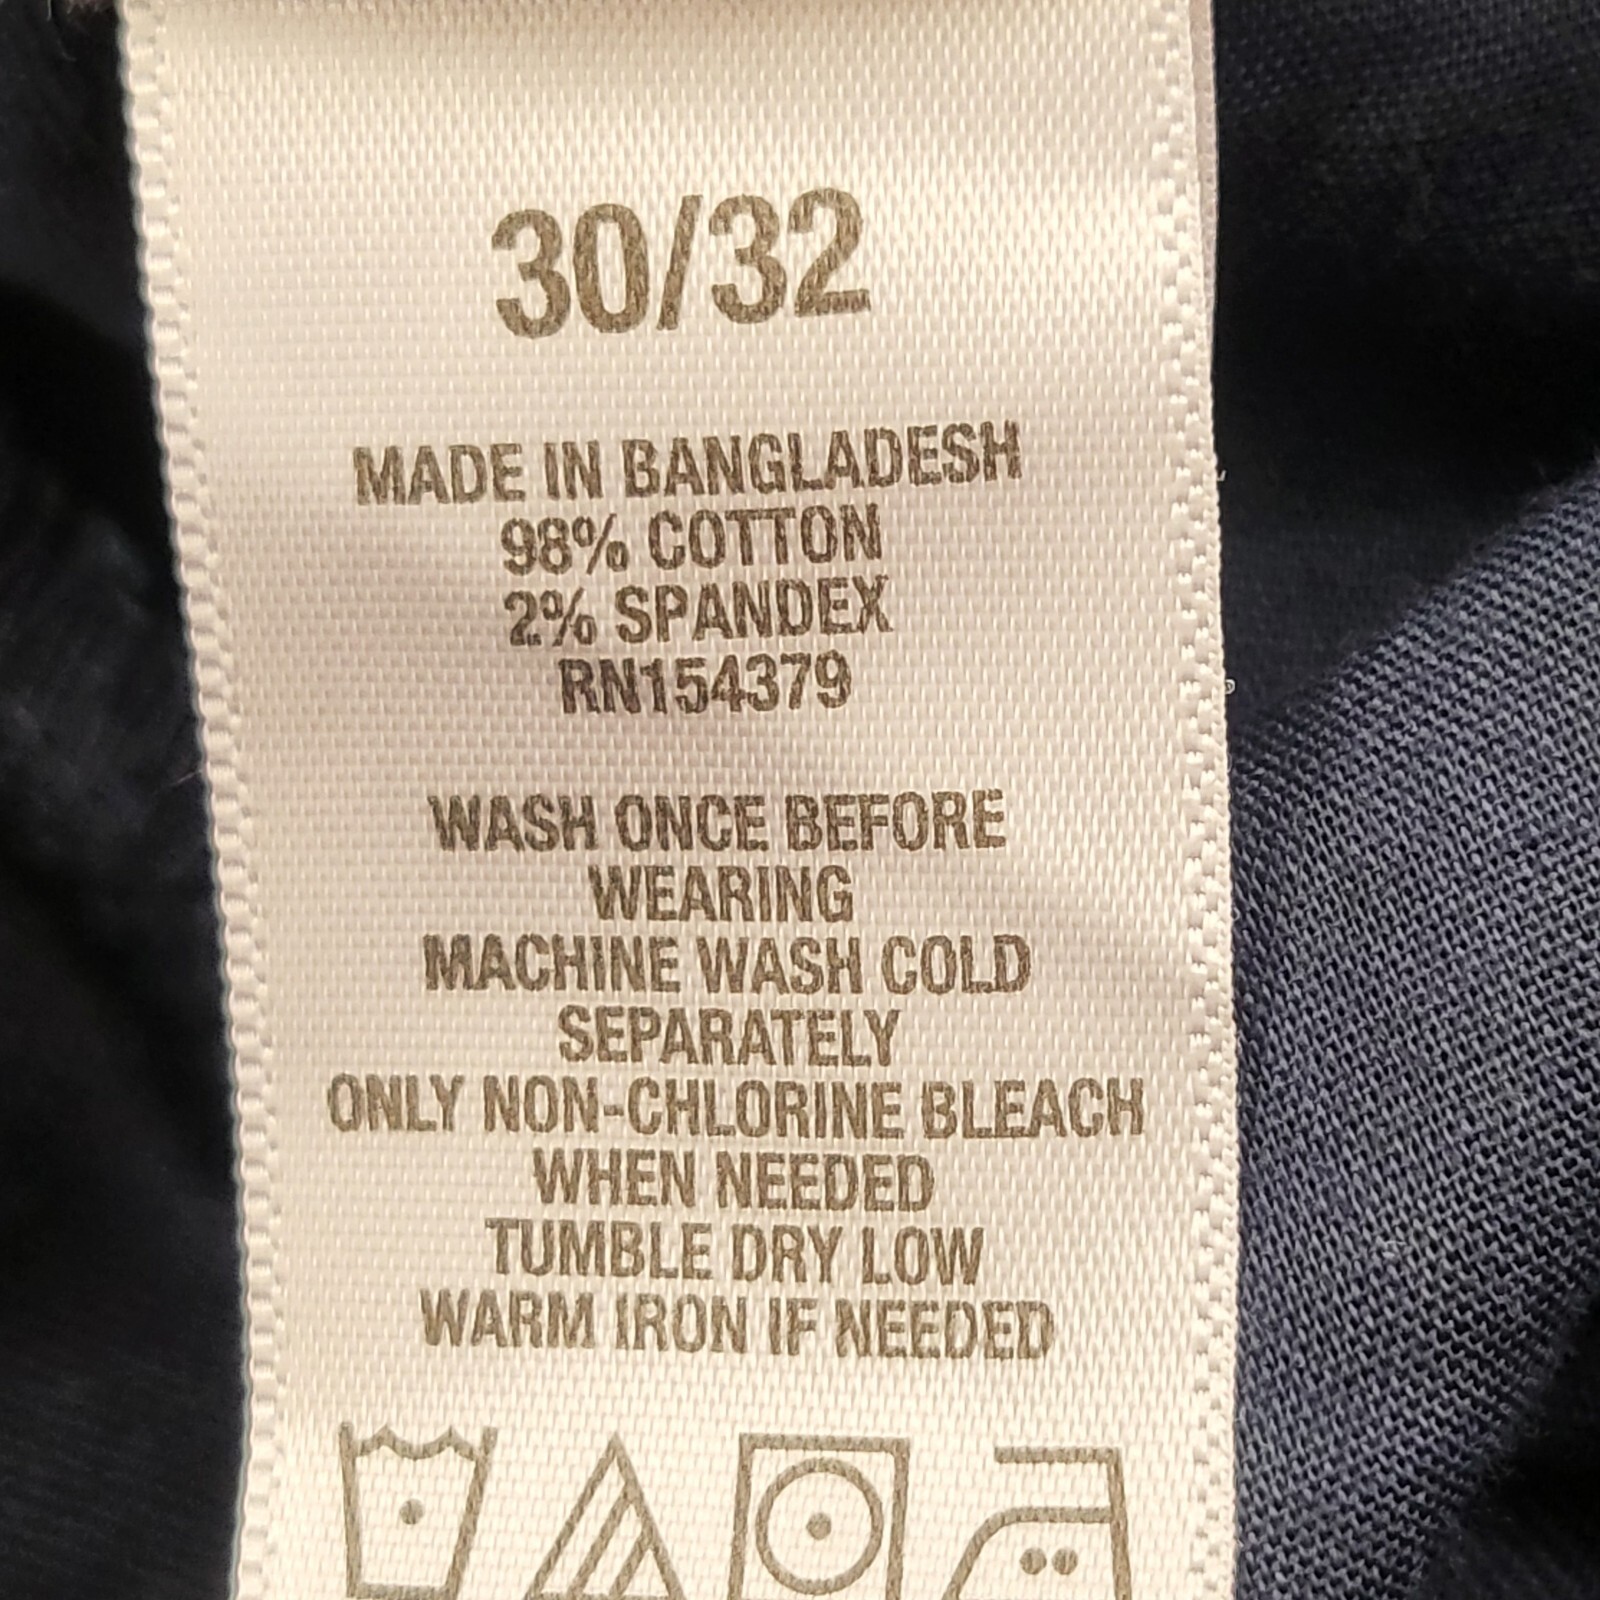 30/32
MADE IN BANGLADESH
98% COTTON
2% SPANDEX
RN154379
WASH ONCE BEFORE
WEARING
MACHINE WASH COLD
SEPARATELY
ONLY NON-CHLORINE BLEACH
WHEN NEEDED
TUMBLE DRY LOW
WARM IRON IF NEEDED